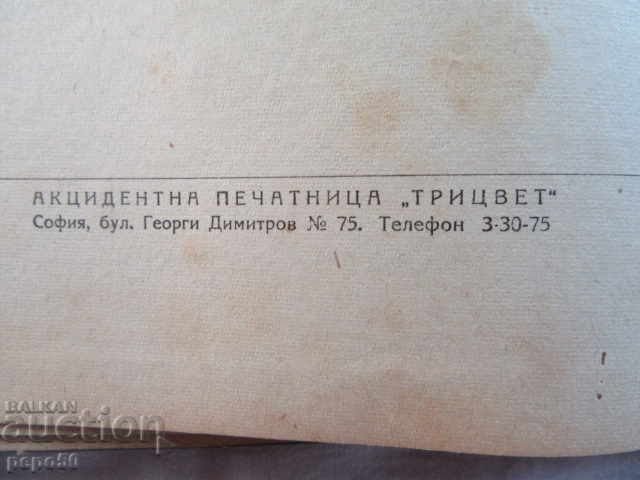 АКЦИДЕНТНА ПЕЧАТНИЦА „ТРИЦВЕТ“
София, бул. Георги Димитров № 75. Телефон 3-30-75
BALKAN
auction
pepo50